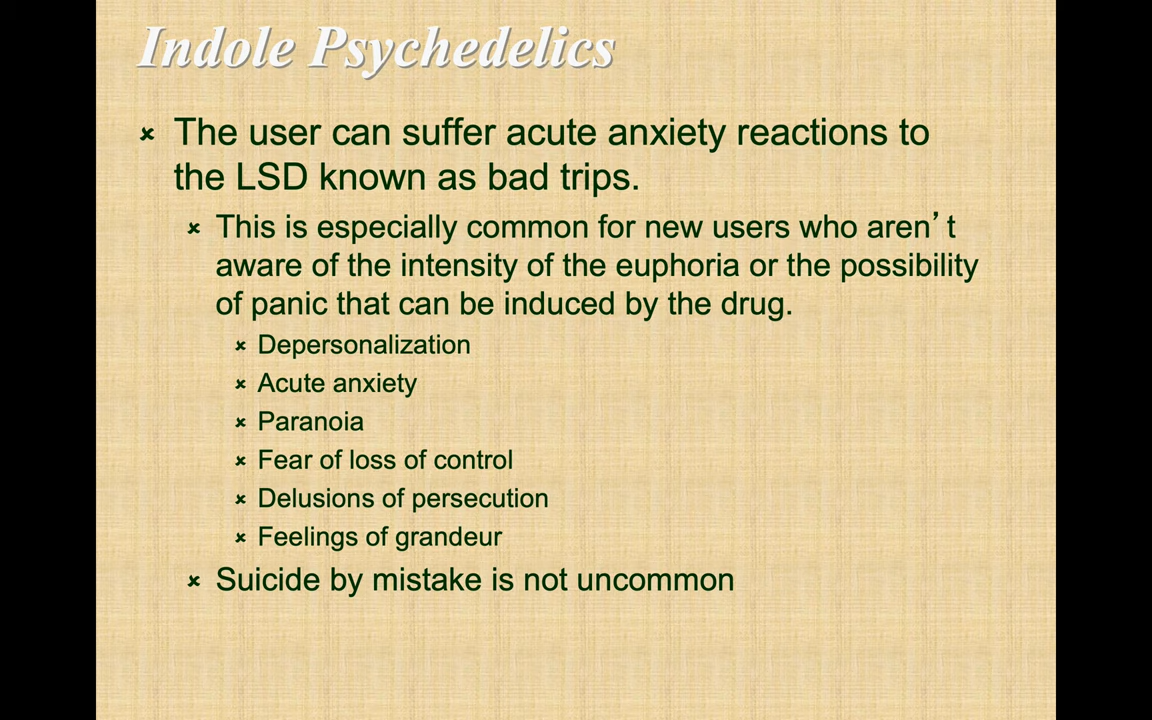 Indole Psychedelics
The user can suffer acute anxiety reactions to
the LSD known as bad trips.
This is especially common for new users who aren’t
aware of the intensity of the euphoria or the possibility
of panic that can be induced by the drug.
Depersonalization
Acute anxiety
Paranoia
Fear of loss of control
Delusions of persecution
Feelings of grandeur
Suicide by mistake is not uncommon